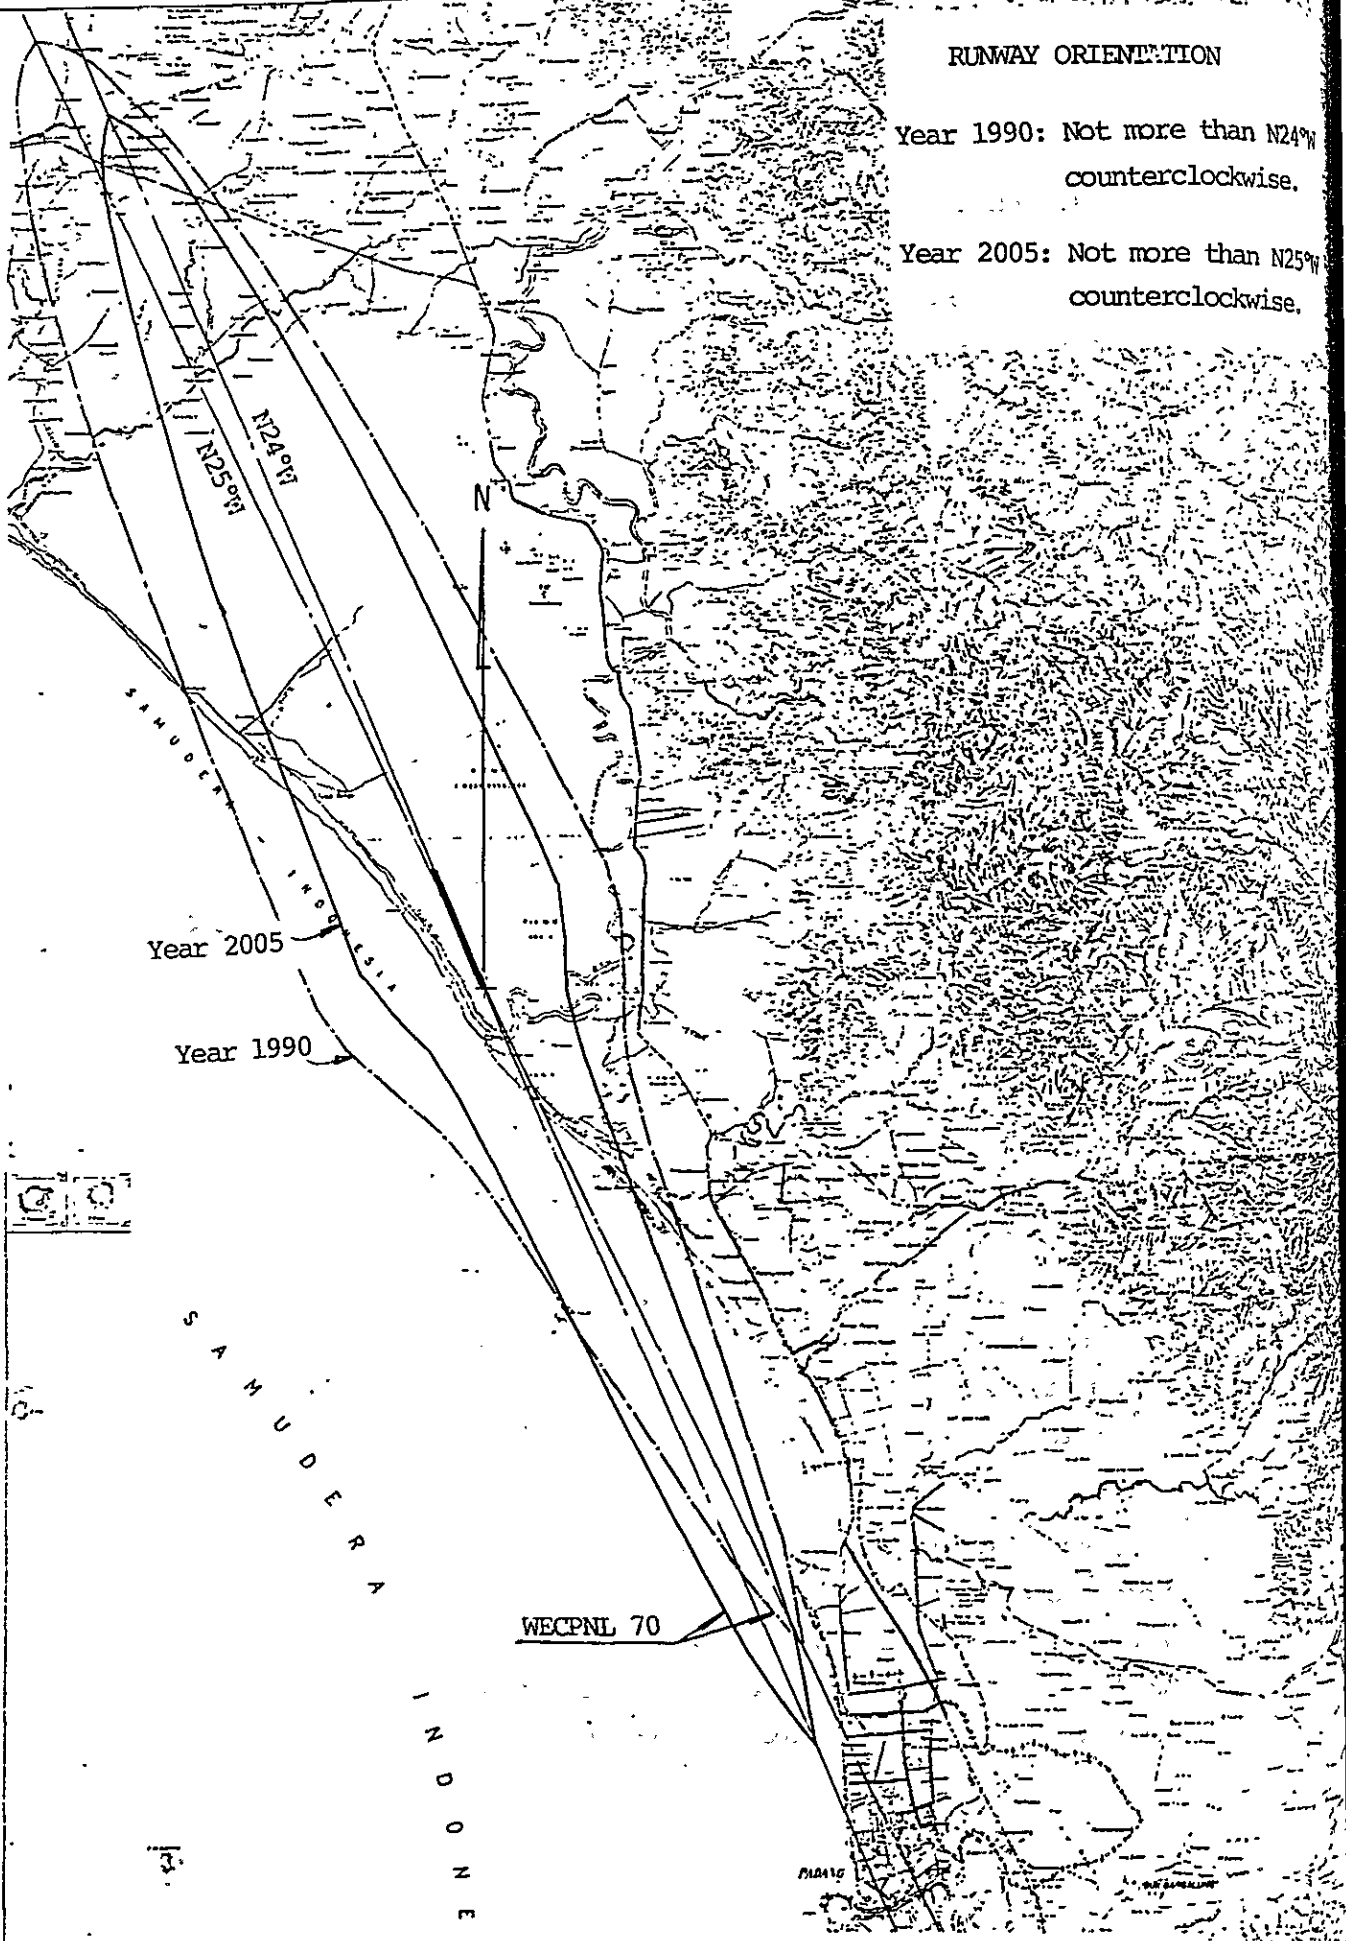 RUNWAY ORIENTATION
Year 1990: Not more than N24°W
counterclockwise.
Year 2005: Not more than N25°W
counterclockwise.
N24°W
N25°W
N
SAMUDERA INDONESIA
Year 2005
Year 1990
SAMUDERA INDONE
WECPNL 70
PADANG